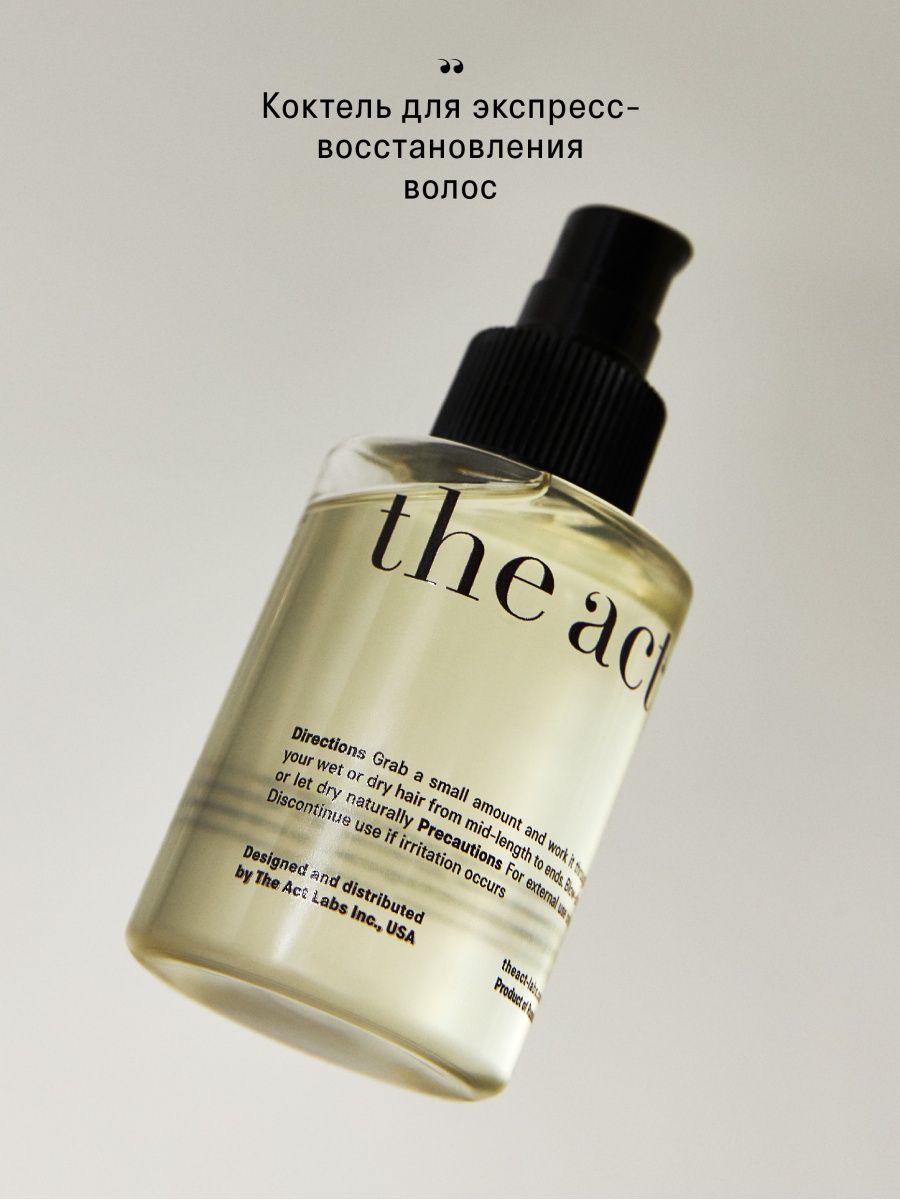 ❟❟
Коктель для экспресс-
восстановления
волос
the act
Directions Grab a small amount and work it
your wet or dry hair from mid-length to ends.
or let dry naturally Precautions For external use
Discontinue use if irritation occurs
Designed and distributed
by The Act Labs Inc., USA
Product of